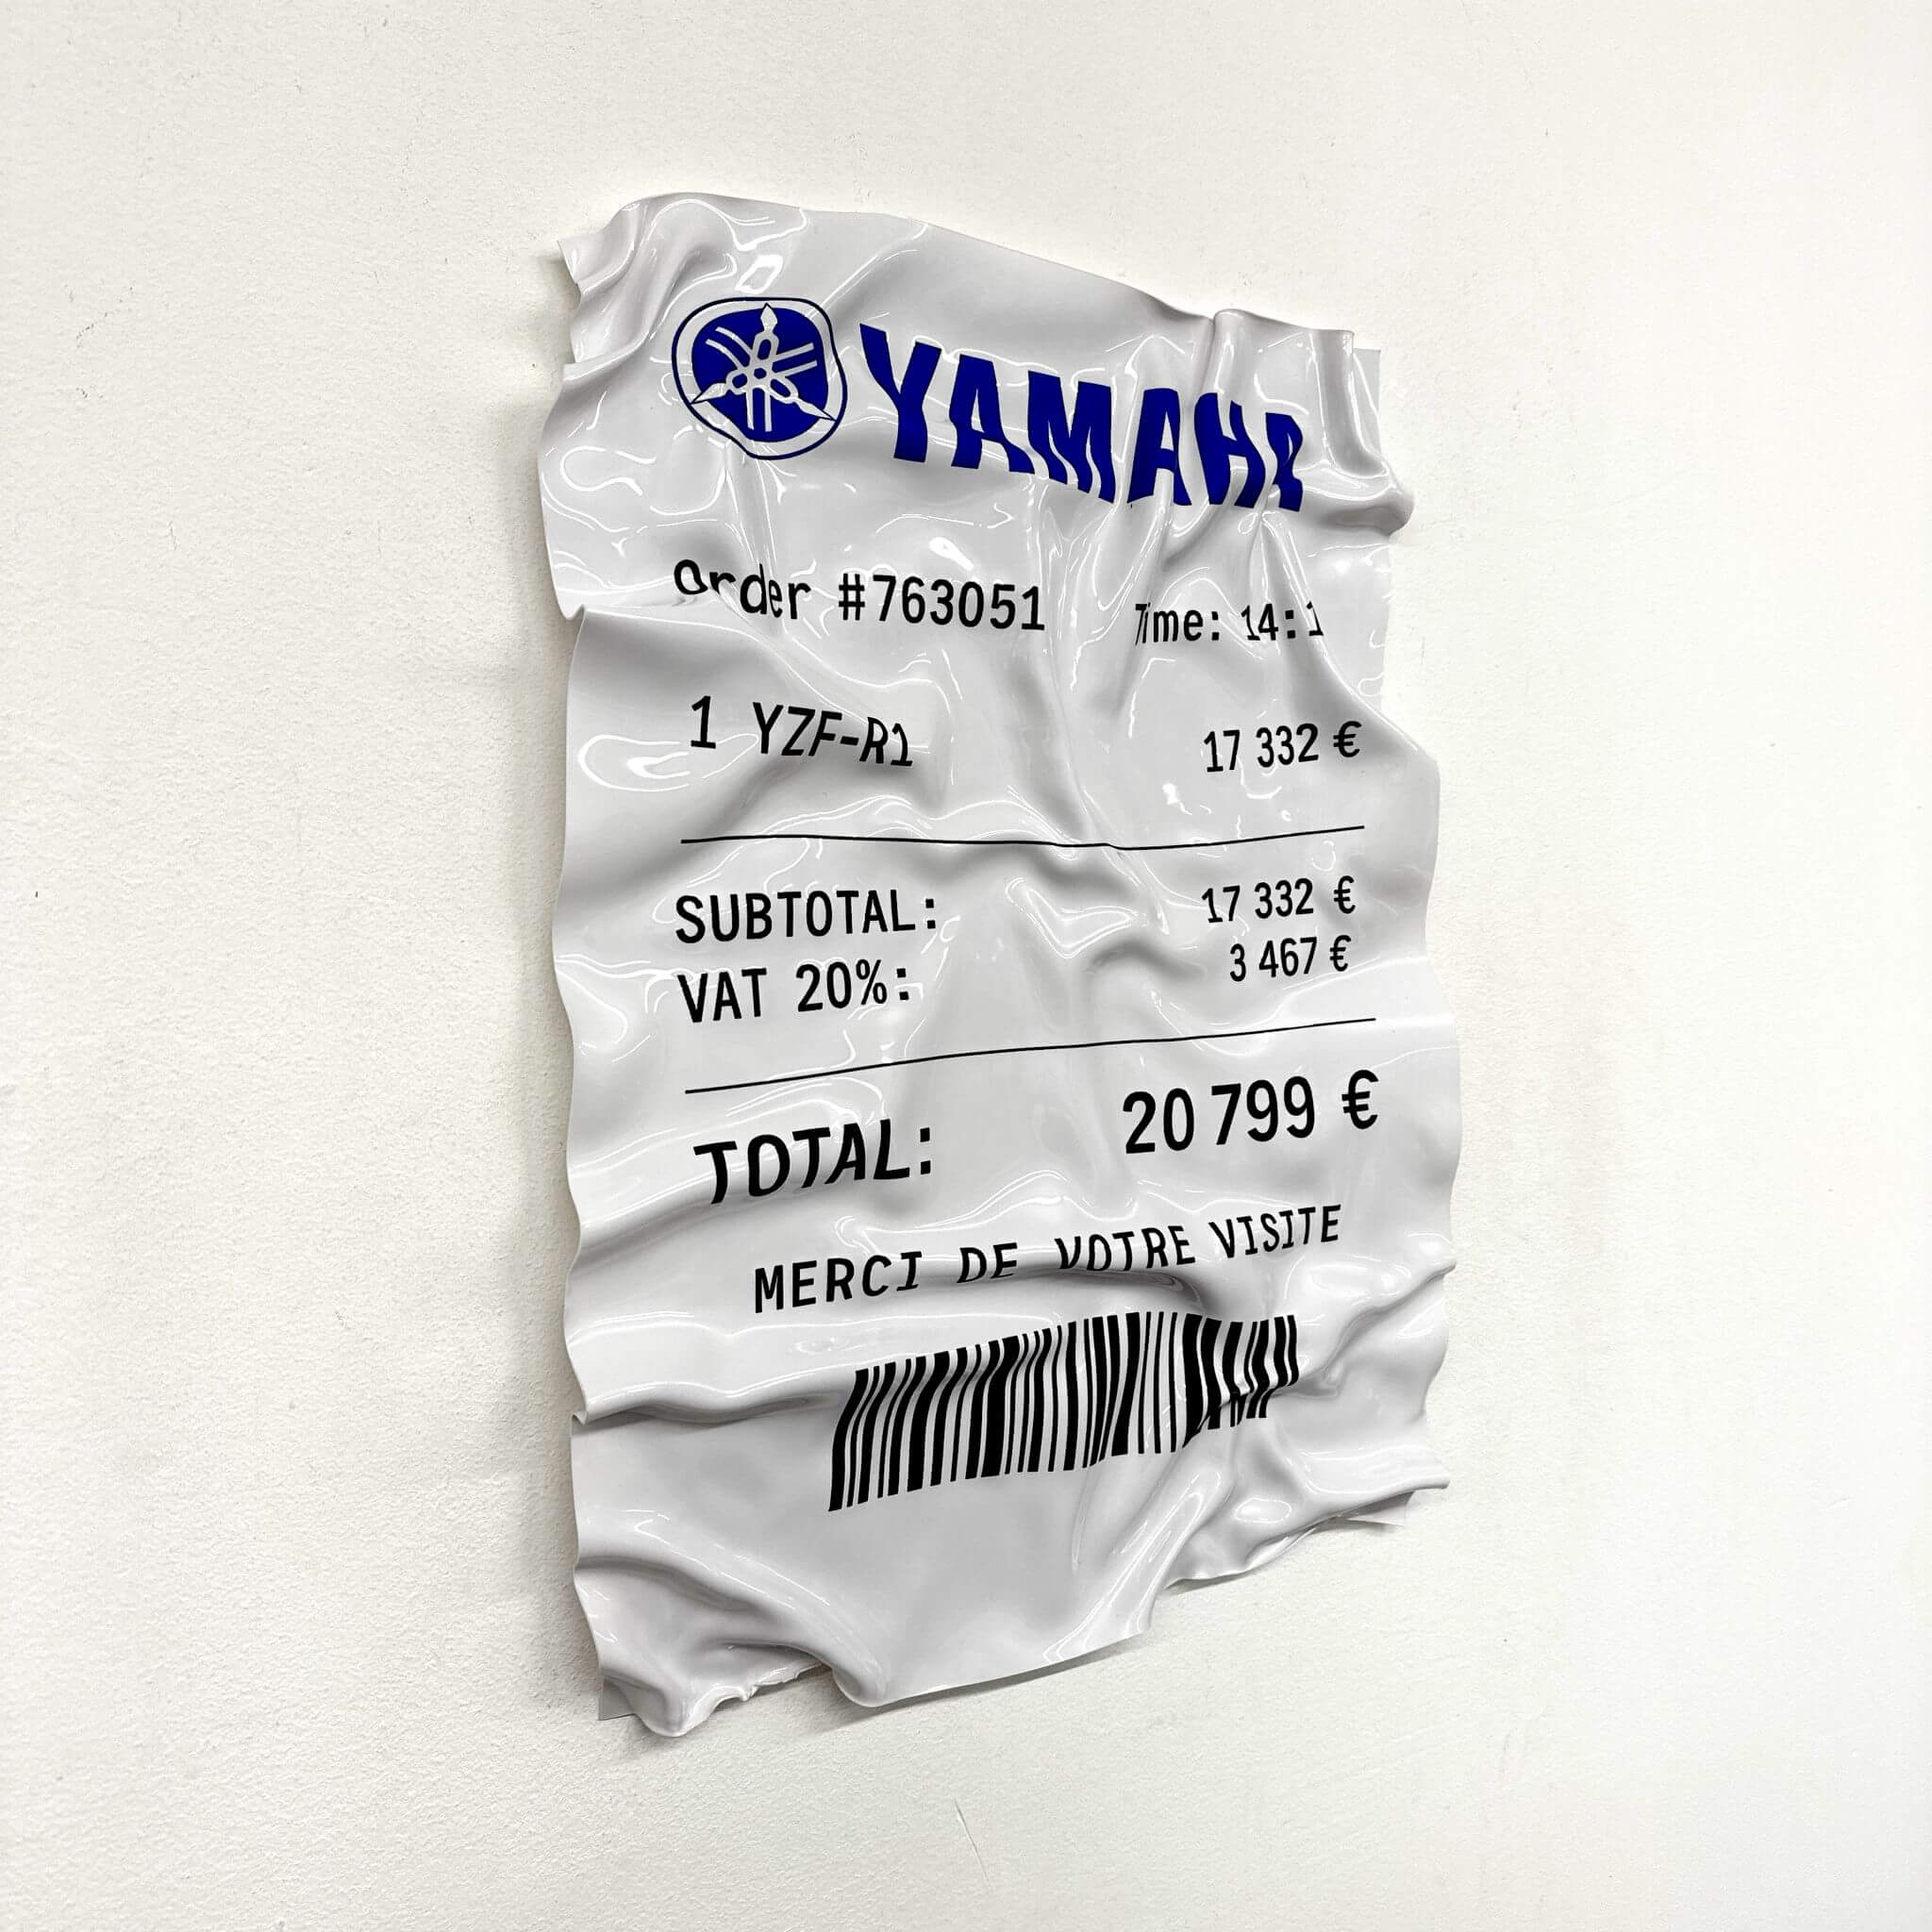 YAMAHA
Order #763051 Time: 14:1
1 YZF-R1 17 332 €
SUBTOTAL: 17 332 €
VAT 20%: 3 467 €
TOTAL: 20 799 €
MERCI DE VOTRE VISITE